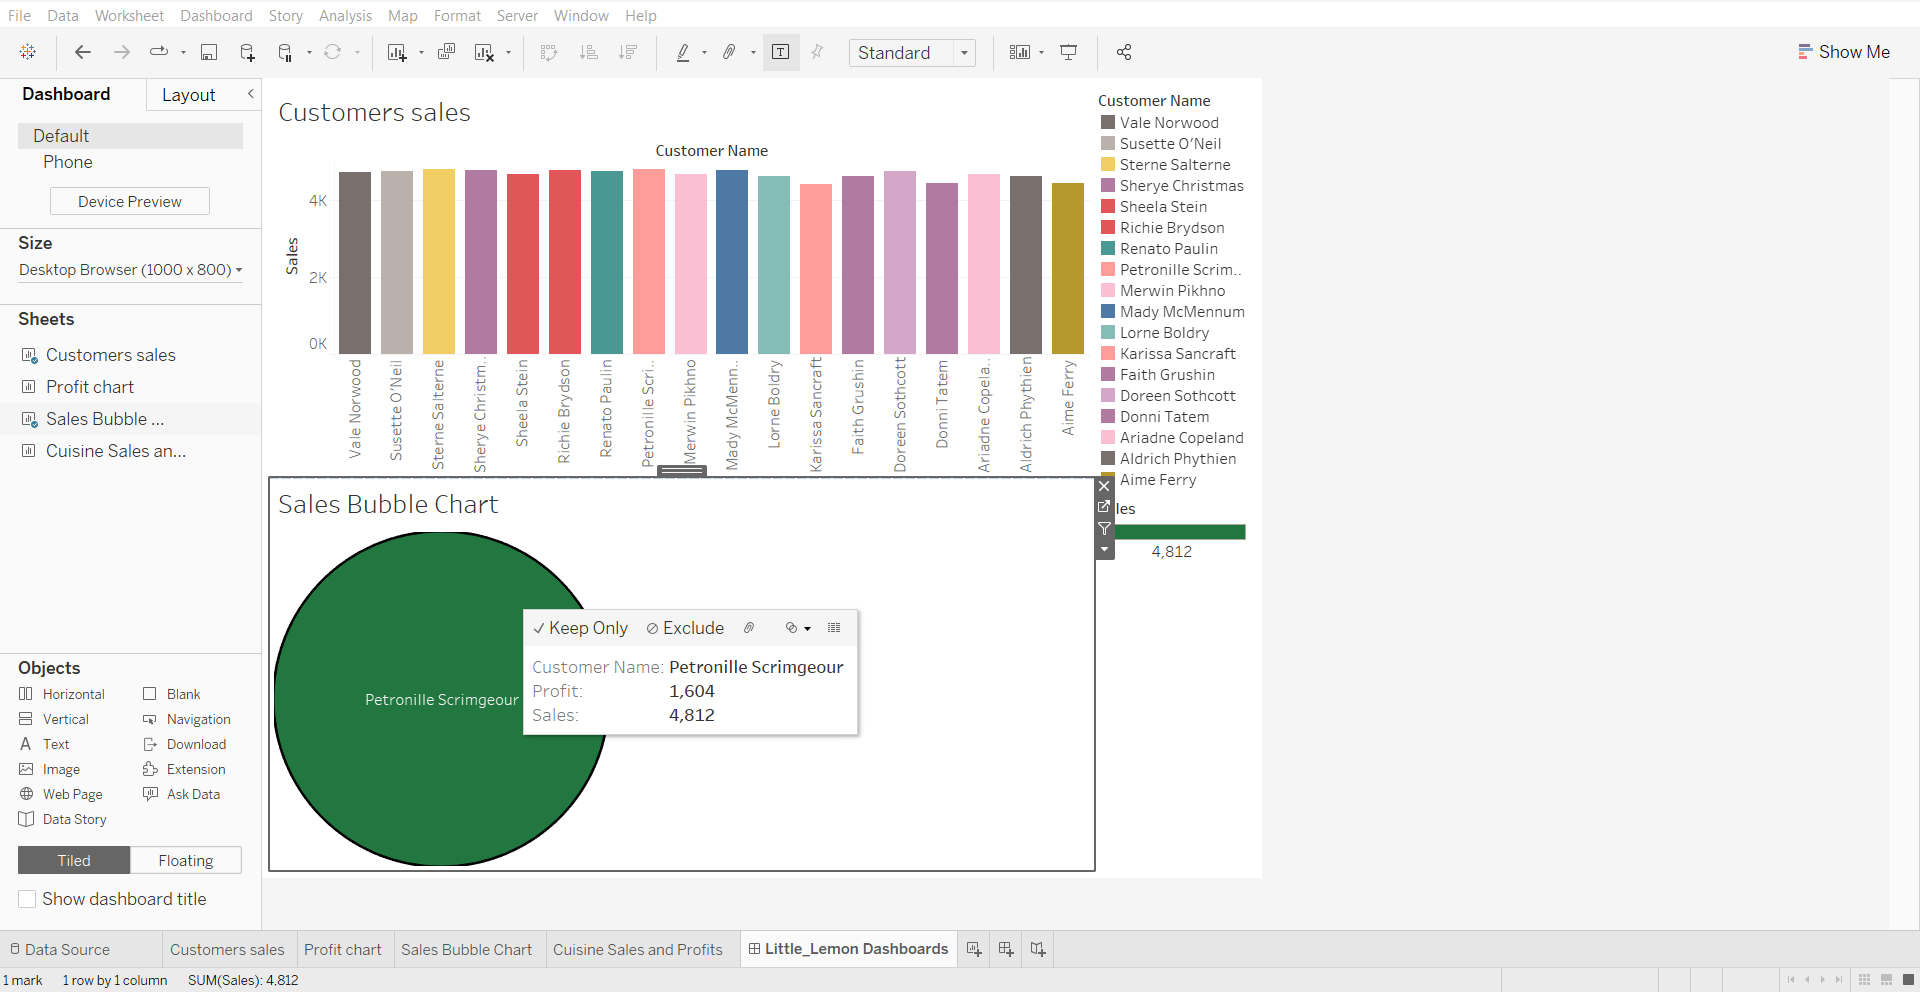 File Data Worksheet Dashboard Story Analysis Map Format Server Window Help
Standard
Show Me
Dashboard Layout
Default
Phone
Device Preview
Size
Desktop Browser (1000 x 800)
Sheets
Customers sales
Profit chart
Sales Bubble ...
Cuisine Sales an...
Objects
Horizontal Blank
Vertical Navigation
A Text Download
Image Extension
Web Page Ask Data
Data Story
Tiled Floating
Show dashboard title
Customers sales
Customer Name
Sales
4K
2K
0K
Vale Norwood
Susette O’Neil
Sterne Salterne
Sherye Christm..
Sheela Stein
Richie Brydson
Renato Paulin
Petronille Scri..
Merwin Pikhno
Mady McMenn..
Lorne Boldry
Karissa Sancraft
Faith Grushin
Doreen Sothcott
Donni Tatem
Ariadne Copela..
Aldrich Phythien
Aime Ferry
Customer Name
Vale Norwood
Susette O’Neil
Sterne Salterne
Sherye Christmas
Sheela Stein
Richie Brydson
Renato Paulin
Petronille Scrim..
Merwin Pikhno
Mady McMennum
Lorne Boldry
Karissa Sancraft
Faith Grushin
Doreen Sothcott
Donni Tatem
Ariadne Copeland
Aldrich Phythien
Aime Ferry
les
4,812
Sales Bubble Chart
Petronille Scrimgeour
Keep Only Exclude
Customer Name: Petronille Scrimgeour
Profit: 1,604
Sales: 4,812
Data Source Customers sales Profit chart Sales Bubble Chart Cuisine Sales and Profits Little_Lemon Dashboards
1 mark 1 row by 1 column SUM(Sales): 4,812